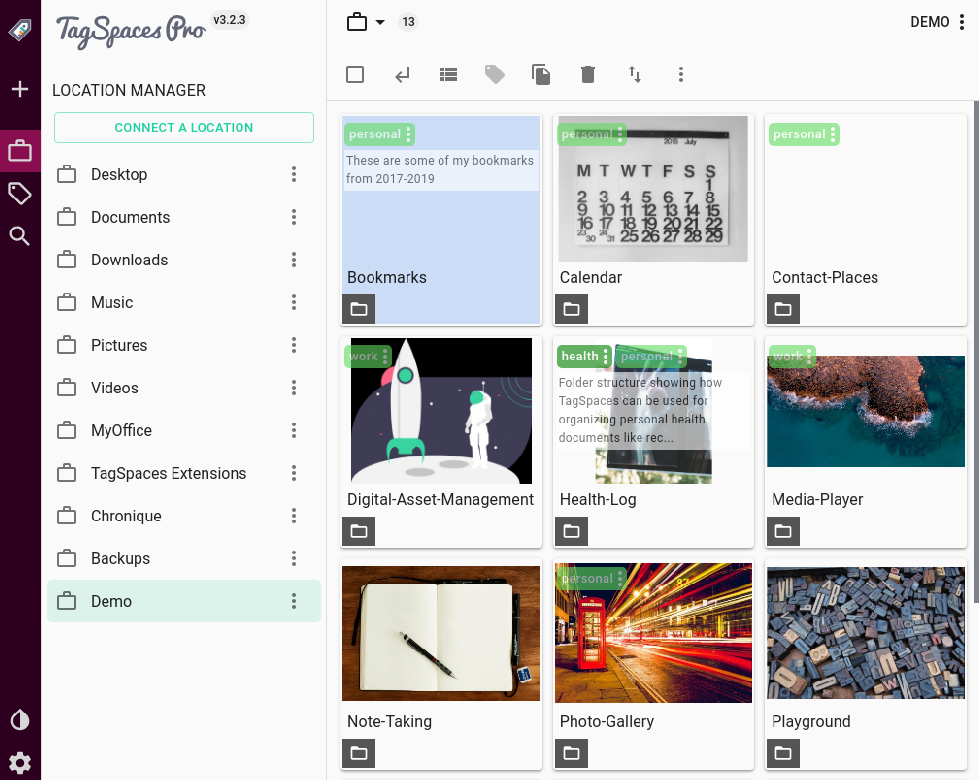 TagSpaces Pro
v3.2.3
LOCATION MANAGER
CONNECT A LOCATION
Desktop
Documents
Downloads
Music
Pictures
Videos
MyOffice
TagSpaces Extensions
Chronique
Backups
Demo
13
DEMO
personal
These are some of my bookmarks
from 2017-2019
Bookmarks
personal
2018 July
M T W T F S S
1
2 3 4 5 6 7 8
9 10 11 12 13 14 15
16 17 18 19 20 21 22
23 24 25 26 27 28 29
30 31
Calendar
personal
Contact-Places
work
Digital-Asset-Management
health personal
Folder structure showing how
TagSpaces can be used for
organizing personal health
documents like rec...
Health-Log
work
Media-Player
Note-Taking
personal
Photo-Gallery
Playground